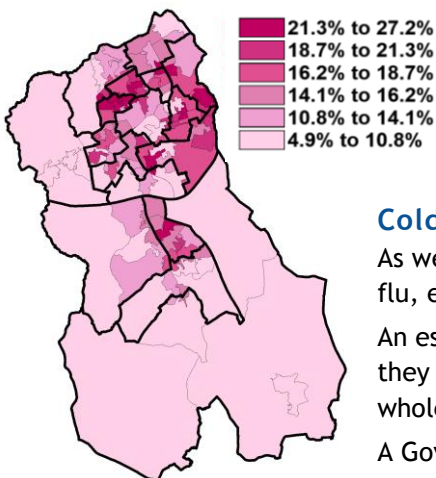 21.3% to 27.2%
18.7% to 21.3%
16.2% to 18.7%
14.1% to 16.2%
10.8% to 14.1%
4.9% to 10.8%
As we
flu, e
An es
they
whol
A Gov